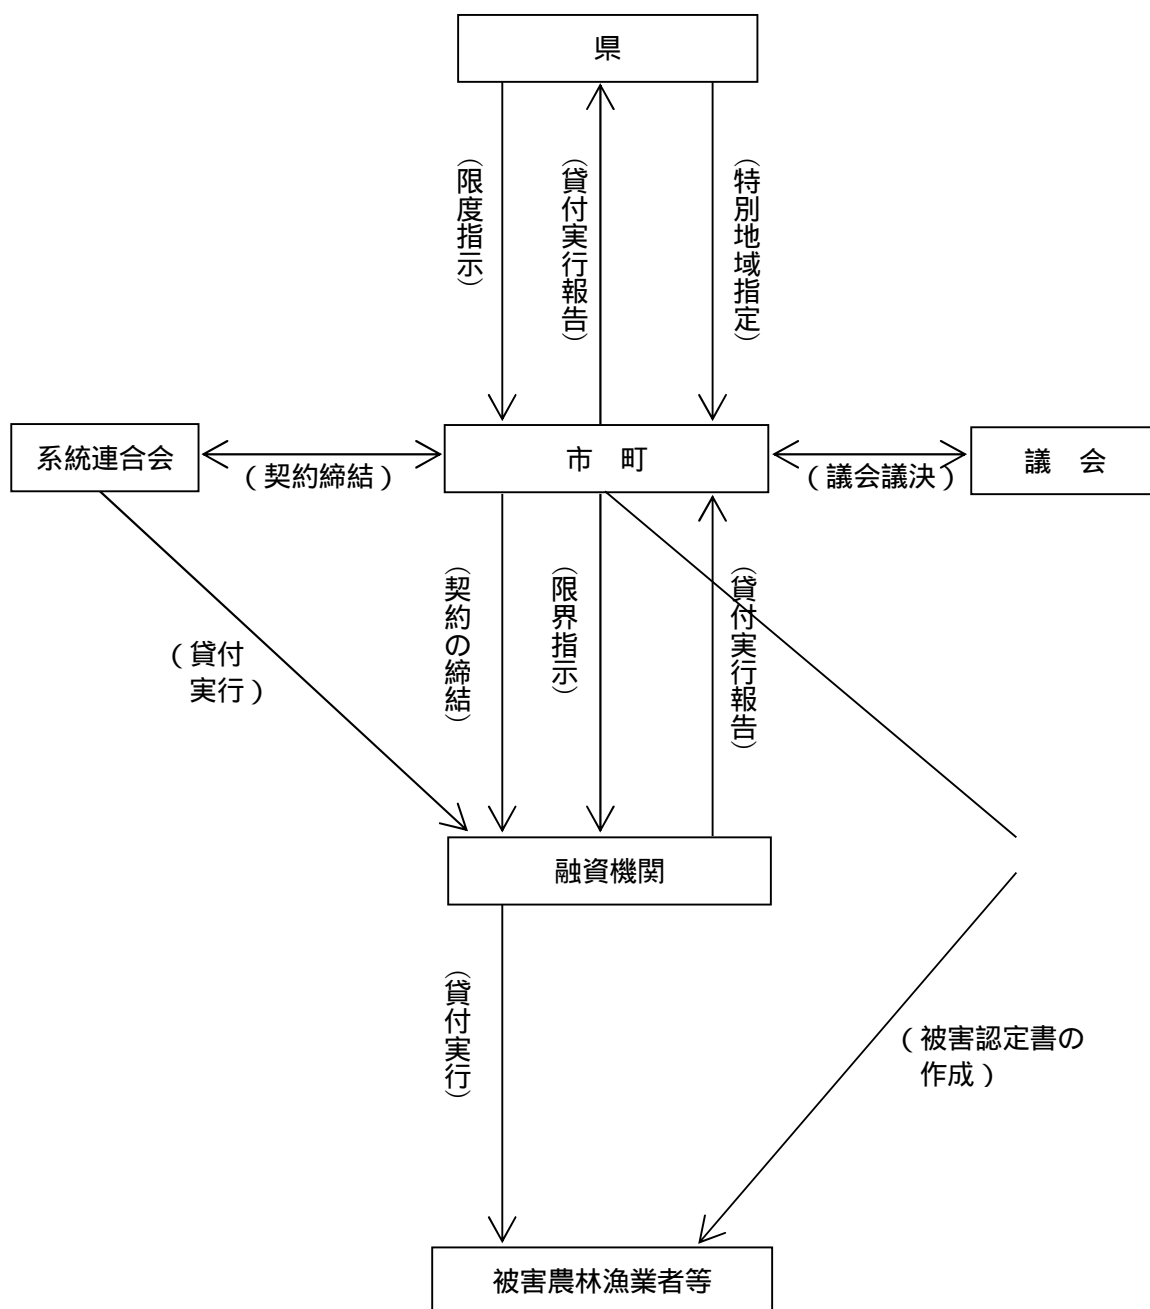 県
（限度指示）
（貸付実行報告）
（特別地域指定）
系統連合会
（契約締結）
市　町
（議会議決）
議　会
（契約の締結）
（限界指示）
（貸付実行報告）
（貸付
実行）
融資機関
（貸付実行）
（被害認定書の
作成）
被害農林漁業者等